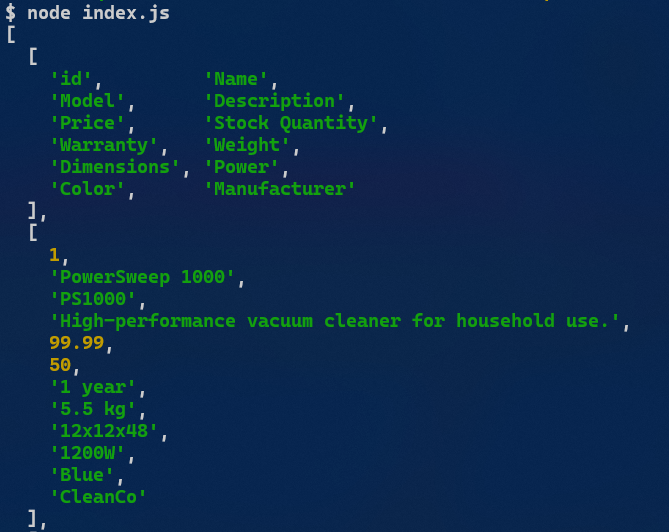 $ node index.js
[
  [
    'id',         'Name',
    'Model',      'Description',
    'Price',      'Stock Quantity',
    'Warranty',   'Weight',
    'Dimensions', 'Power',
    'Color',      'Manufacturer'
  ],
  [
    1,
    'PowerSweep 1000',
    'PS1000',
    'High-performance vacuum cleaner for household use.',
    99.99,
    50,
    '1 year',
    '5.5 kg',
    '12x12x48',
    '1200W',
    'Blue',
    'CleanCo'
  ],